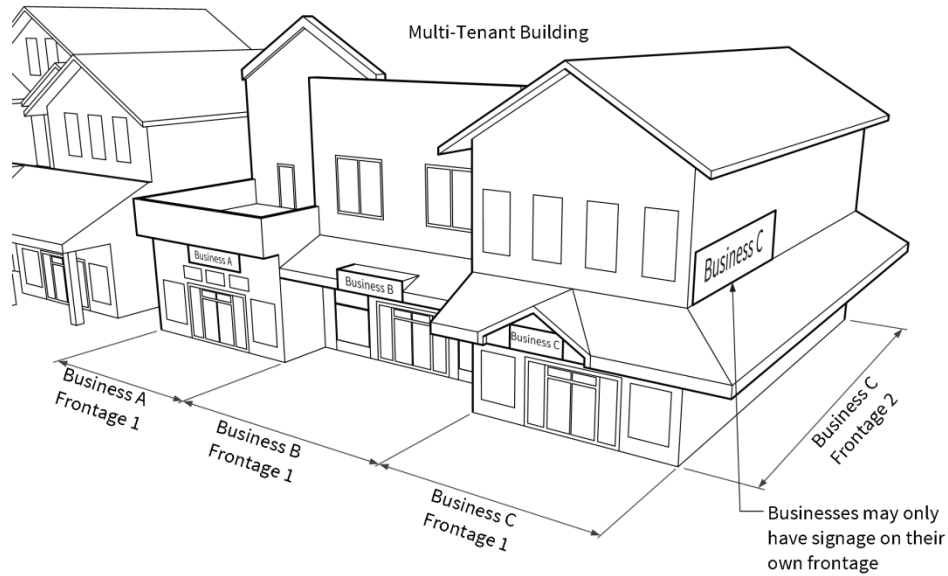 Multi-Tenant Building
Business A
Business B
Business C
Business C
Business A
Frontage 1
Business B
Frontage 1
Business C
Frontage 1
Business C
Frontage 2
Businesses may only
have signage on their
own frontage